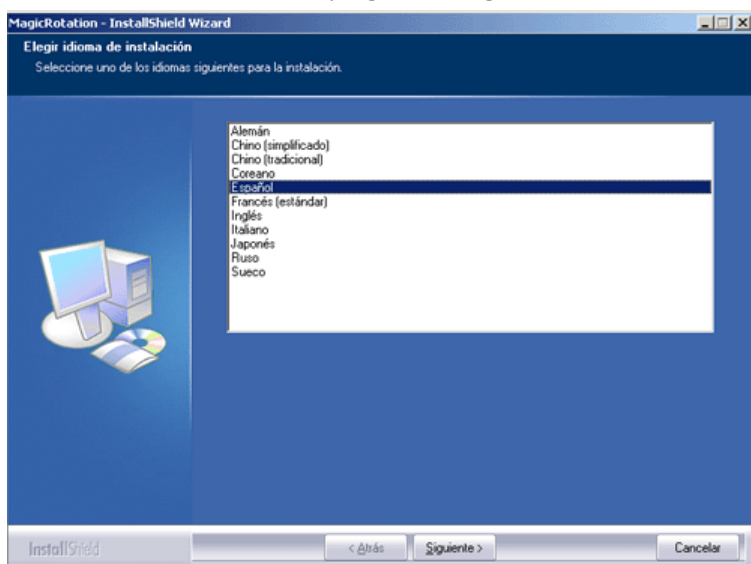 MagicRotation - InstallShield Wizard
Elegir idioma de instalación
Seleccione uno de los idiomas siguientes para la instalación.
Alemán
Chino (simplificado)
Chino (tradicional)
Coreano
Español
Francés (estándar)
Inglés
Italiano
Japonés
Ruso
Sueco
InstallShield
< Atrás
Siguiente >
Cancelar